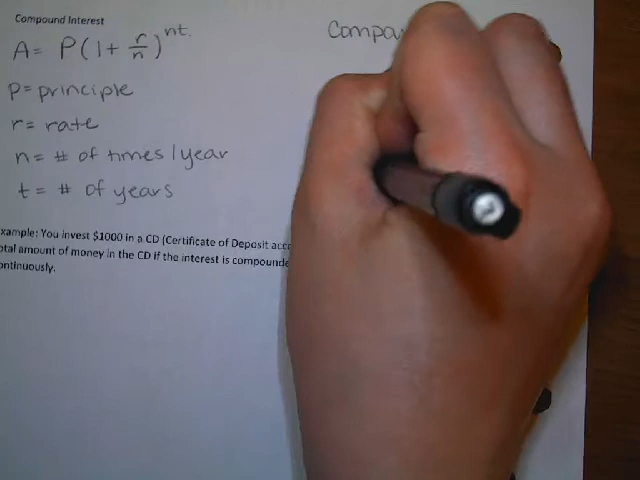 Compound Interest
A = P(1 + r/n)^nt.
P = principle
r = rate
n = # of times / year
t = # of years
Compou
xample: You invest $1000 in a CD (Certificate of Deposit acc
otal amount of money in the CD if the interest is compounde
ontinuously.